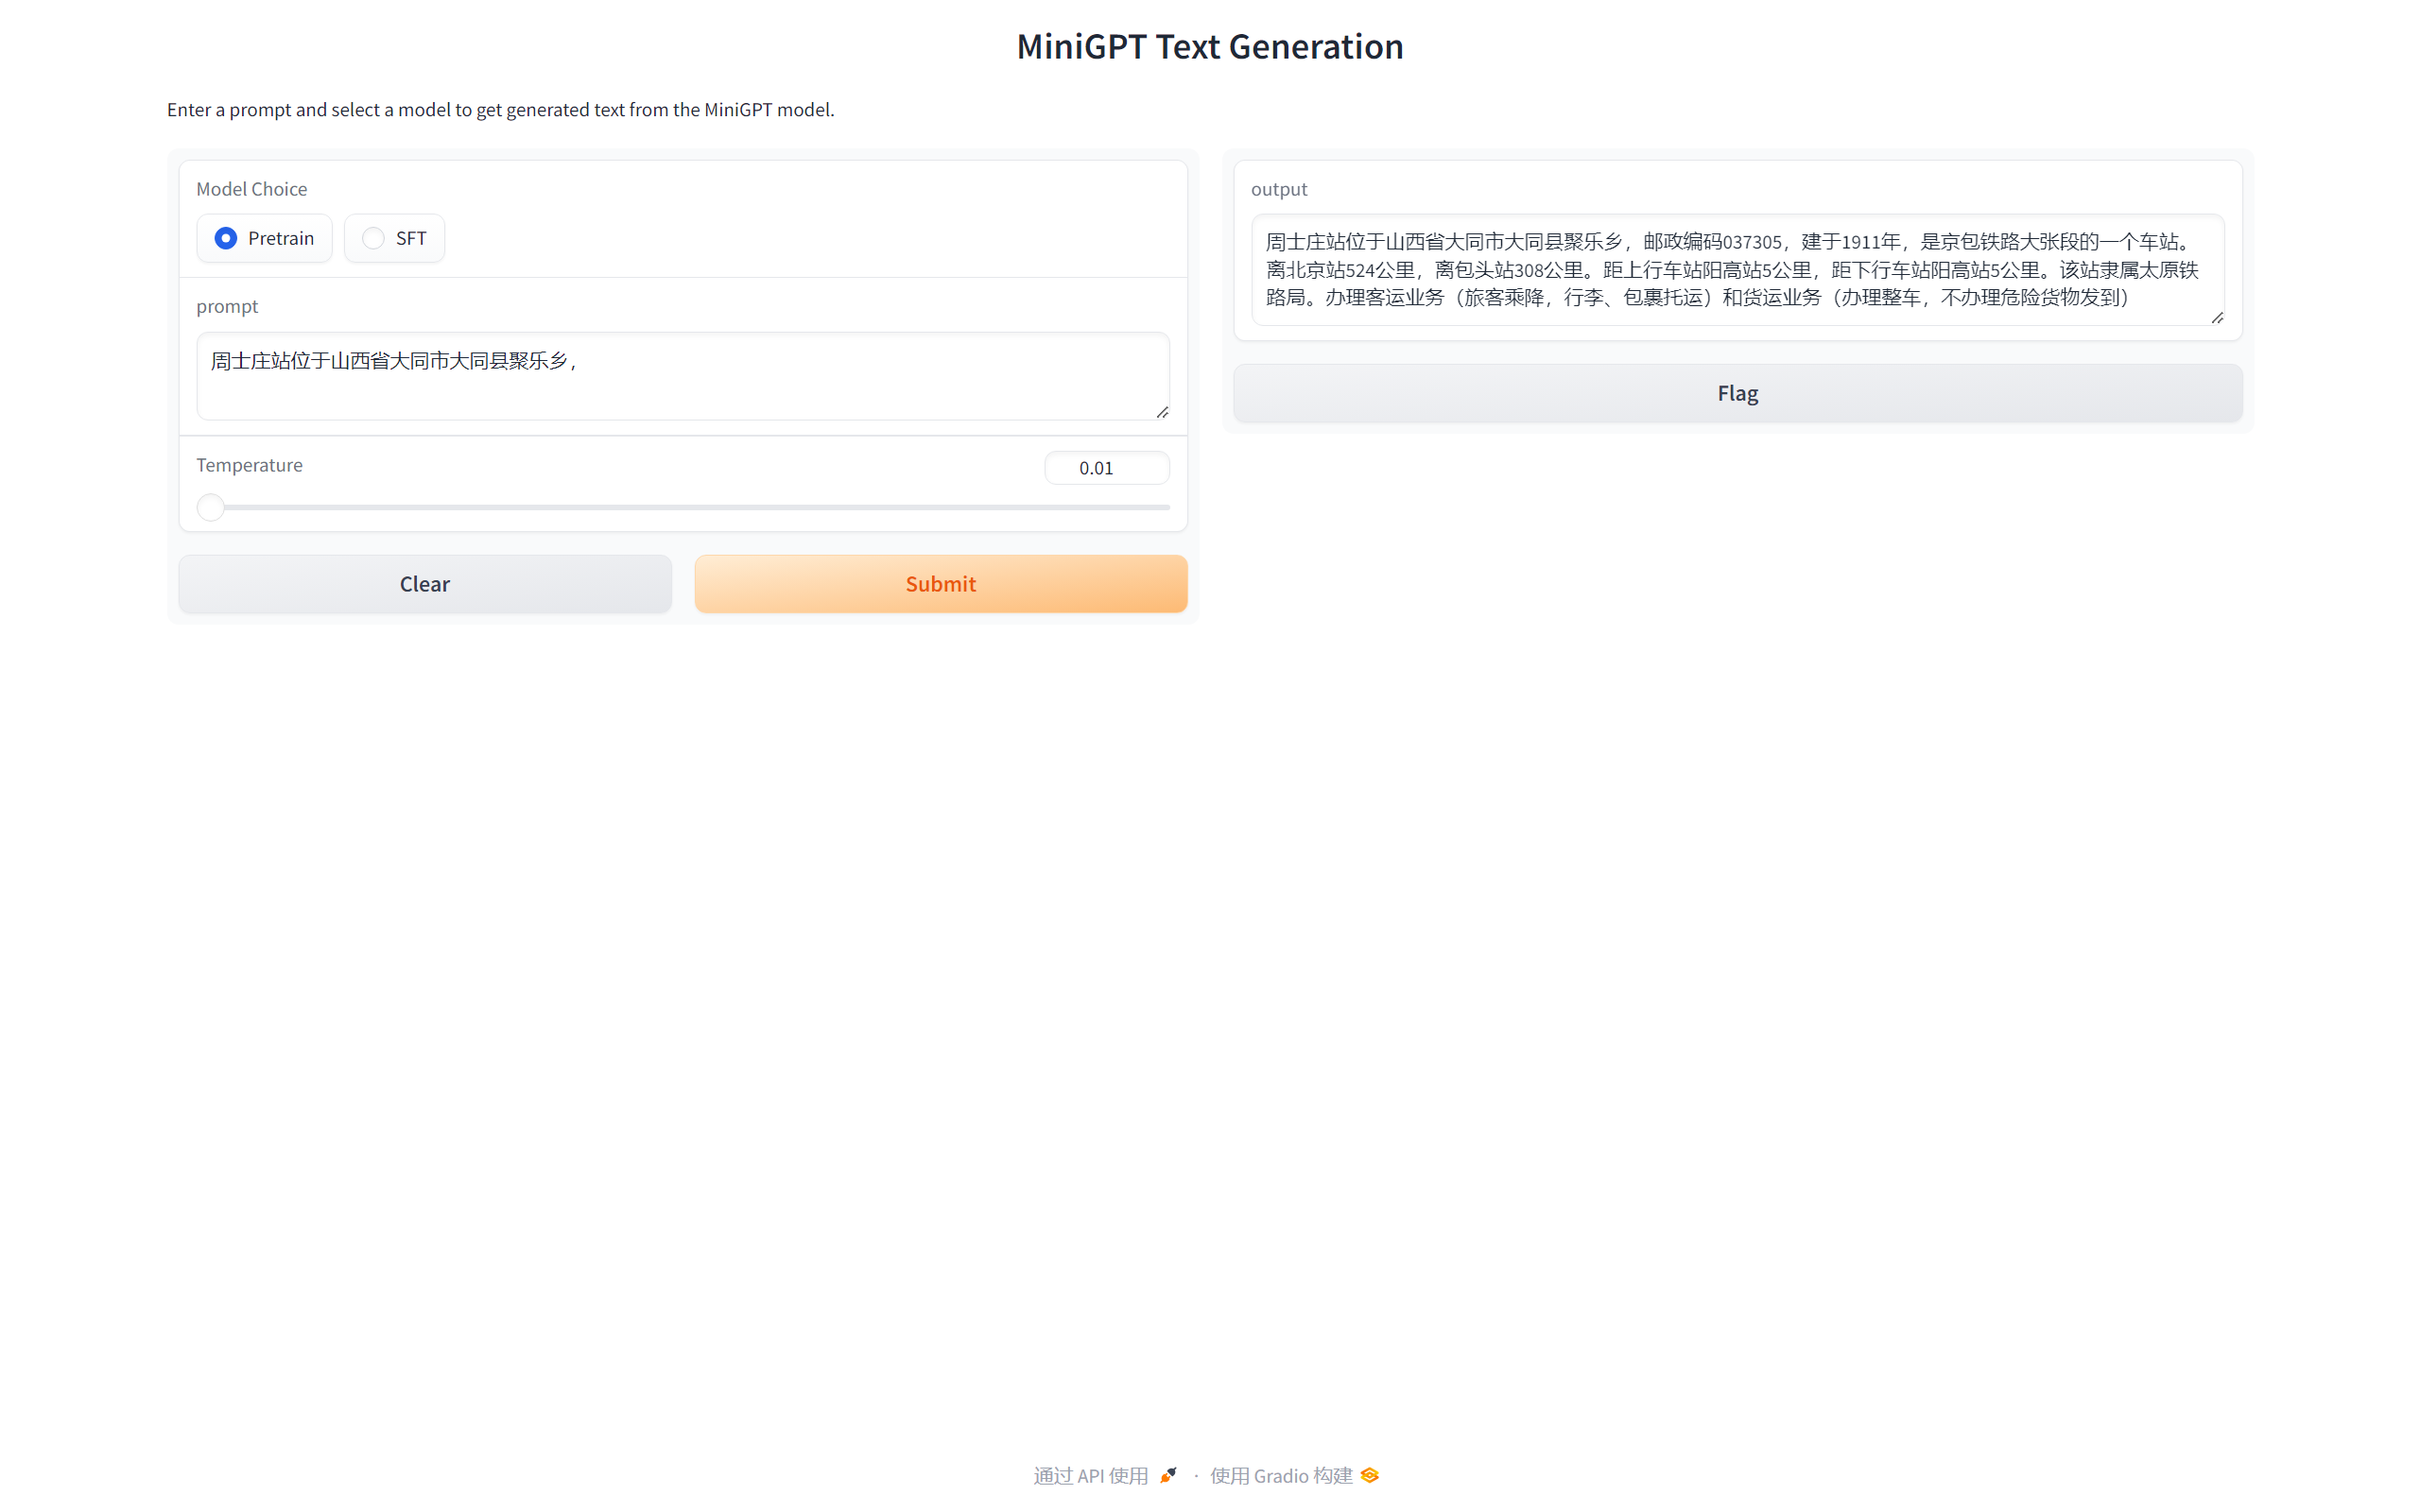 MiniGPT Text Generation
Enter a prompt and select a model to get generated text from the MiniGPT model.
Model Choice
Pretrain
SFT
prompt
周士庄站位于山西省大同市大同县聚乐乡，
Temperature
0.01
Clear
Submit
output
周士庄站位于山西省大同市大同县聚乐乡，邮政编码037305，建于1911年，是京包铁路大张段的一个车站。
离北京站524公里，离包头站308公里。距上行车站阳高站5公里，距下行车站阳高站5公里。该站隶属太原铁
路局。办理客运业务（旅客乘降，行李、包裹托运）和货运业务（办理整车，不办理危险货物发到）
Flag
通过 API 使用 · 使用 Gradio 构建